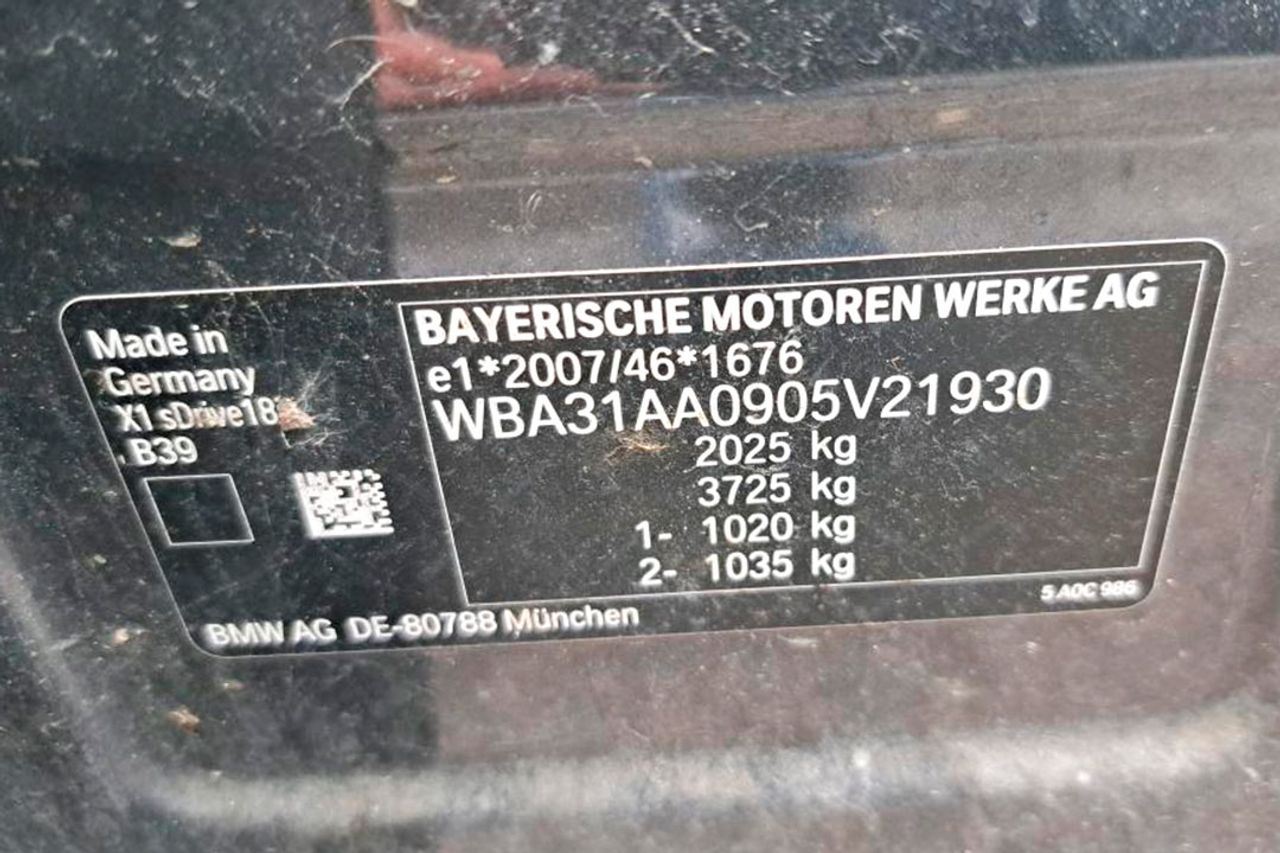 Made in
Germany
X1 sDrive18
B39
BAYERISCHE MOTOREN WERKE AG
e1*2007/46*1676
WBA31AA0905V21930
2025 kg
3725 kg
1- 1020 kg
2- 1035 kg
5 A0C 986
BMW AG DE-80788 München